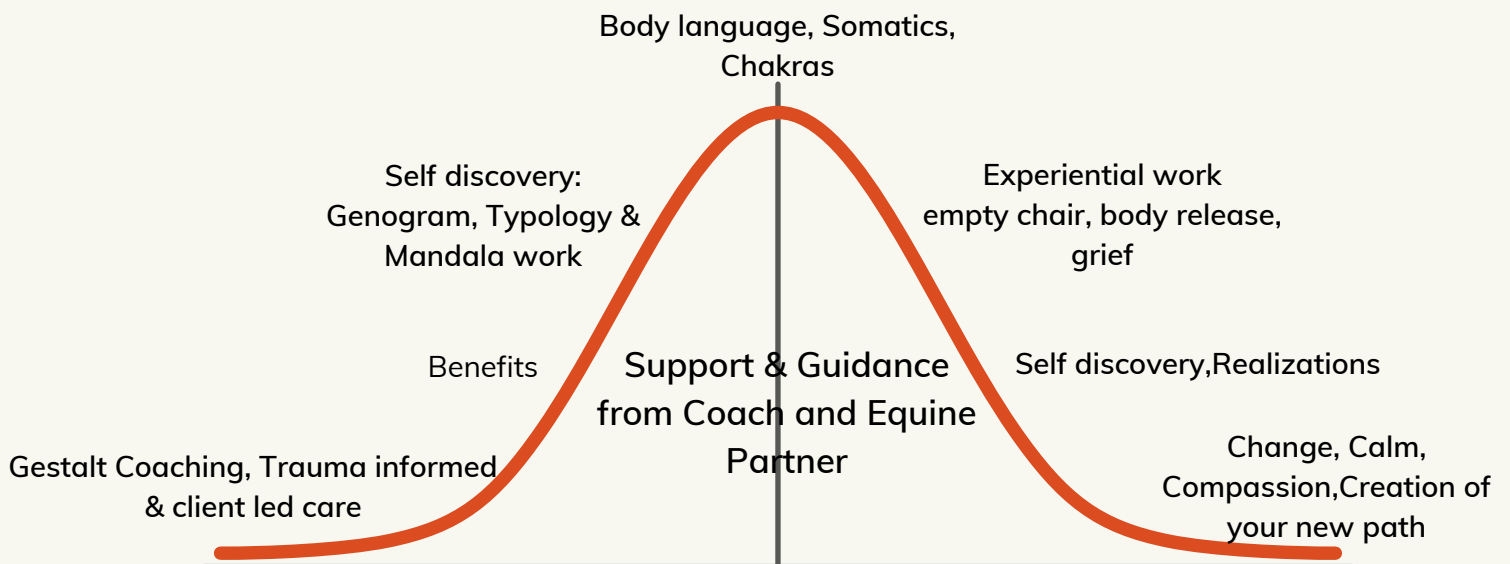 Body language, Somatics,
Chakras
Self discovery:
Genogram, Typology &
Mandala work
Experiential work
empty chair, body release,
grief
Benefits
Support & Guidance
from Coach and Equine
Partner
Self discovery,Realizations
Gestalt Coaching, Trauma informed
& client led care
Change, Calm,
Compassion,Creation of
your new path